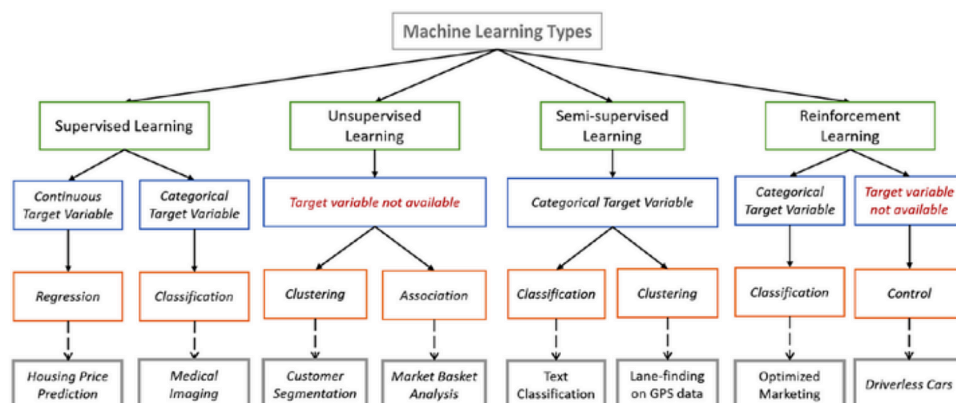 Machine Learning Types
Supervised Learning
Unsupervised
Learning
Semi-supervised
Learning
Reinforcement
Learning
Continuous
Target Variable
Categorical
Target Variable
Target variable not available
Categorical Target Variable
Categorical
Target Variable
Target variable
not available
Regression
Classification
Clustering
Association
Classification
Clustering
Classification
Control
Housing Price
Prediction
Medical
Imaging
Customer
Segmentation
Market Basket
Analysis
Text
Classification
Lane-finding
on GPS data
Optimized
Marketing
Driverless Cars